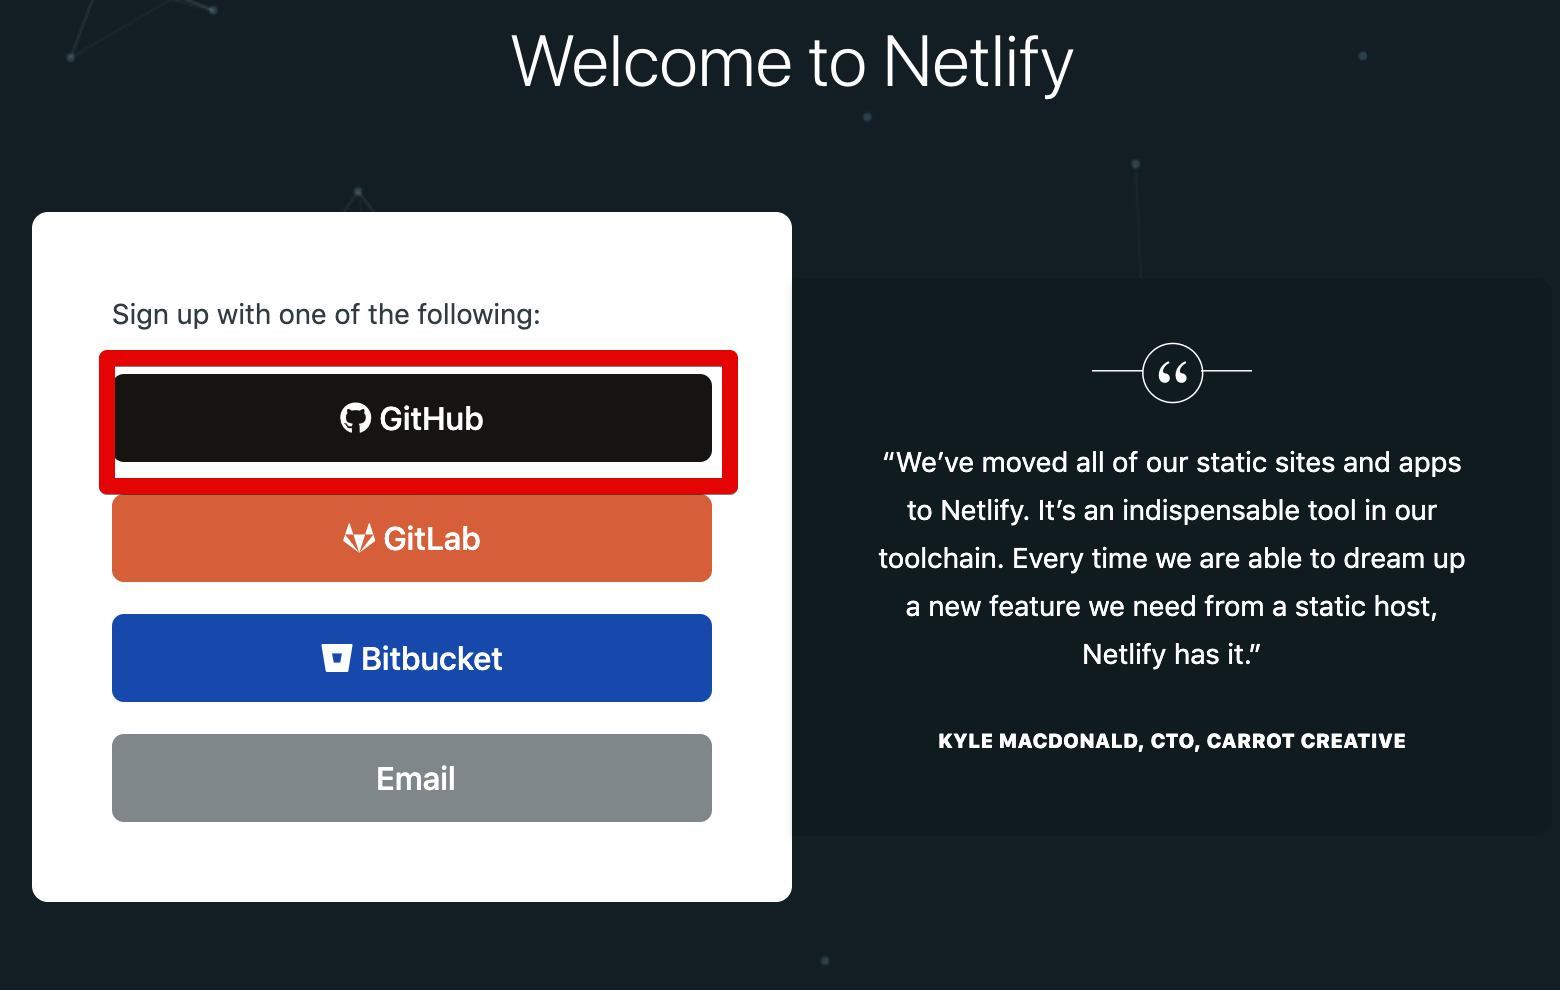 Welcome to Netlify
Sign up with one of the following:
GitHub
GitLab
Bitbucket
Email
“We’ve moved all of our static sites and apps
to Netlify. It’s an indispensable tool in our
toolchain. Every time we are able to dream up
a new feature we need from a static host,
Netlify has it.”
KYLE MACDONALD, CTO, CARROT CREATIVE